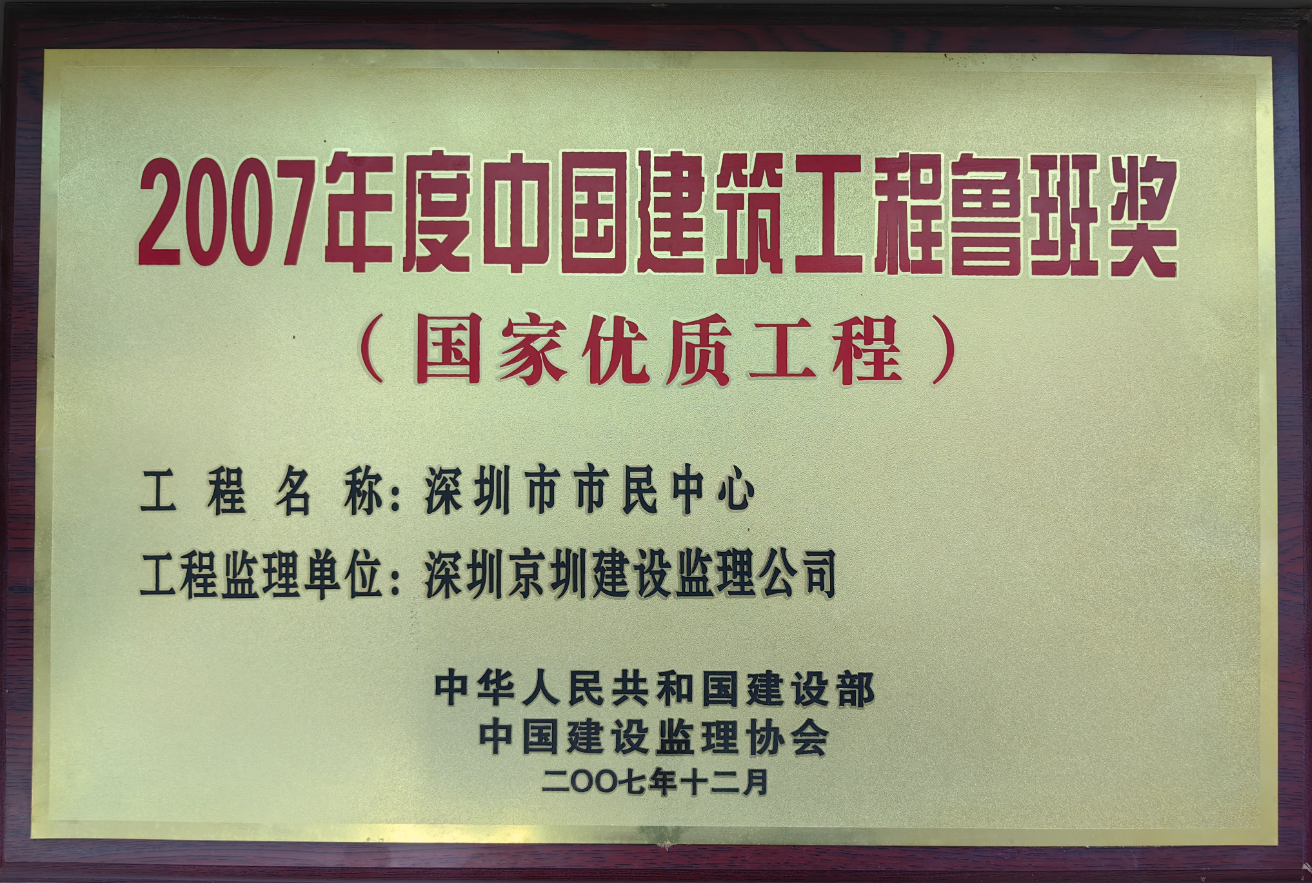 2007年度中国建筑工程鲁班奖
（国家优质工程）
工程名称：深圳市市民中心
工程监理单位：深圳京圳建设监理公司
中华人民共和国建设部
中国建设监理协会
二〇〇七年十二月